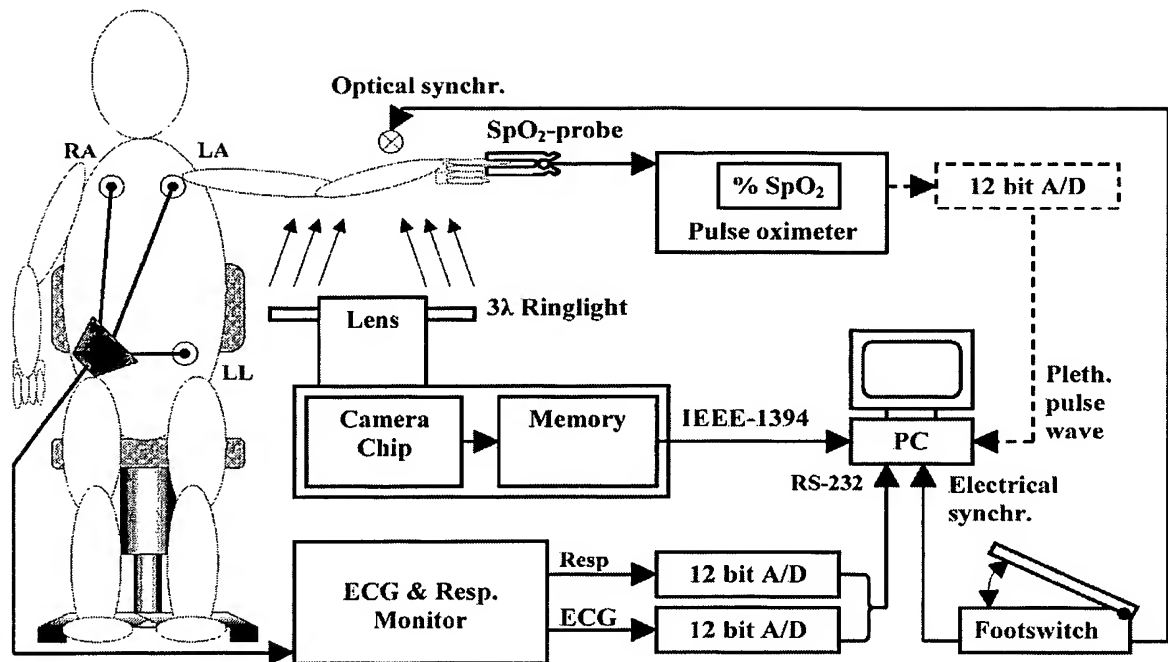 Optical synchr.
SpO₂-probe
RA
LA
% SpO₂
Pulse oximeter
12 bit A/D
3λ Ringlight
Lens
LL
Camera
Chip
Memory
IEEE-1394
PC
Pleth.
pulse
wave
RS-232
Electrical
synchr.
ECG & Resp.
Monitor
Resp
ECG
12 bit A/D
12 bit A/D
Footswitch